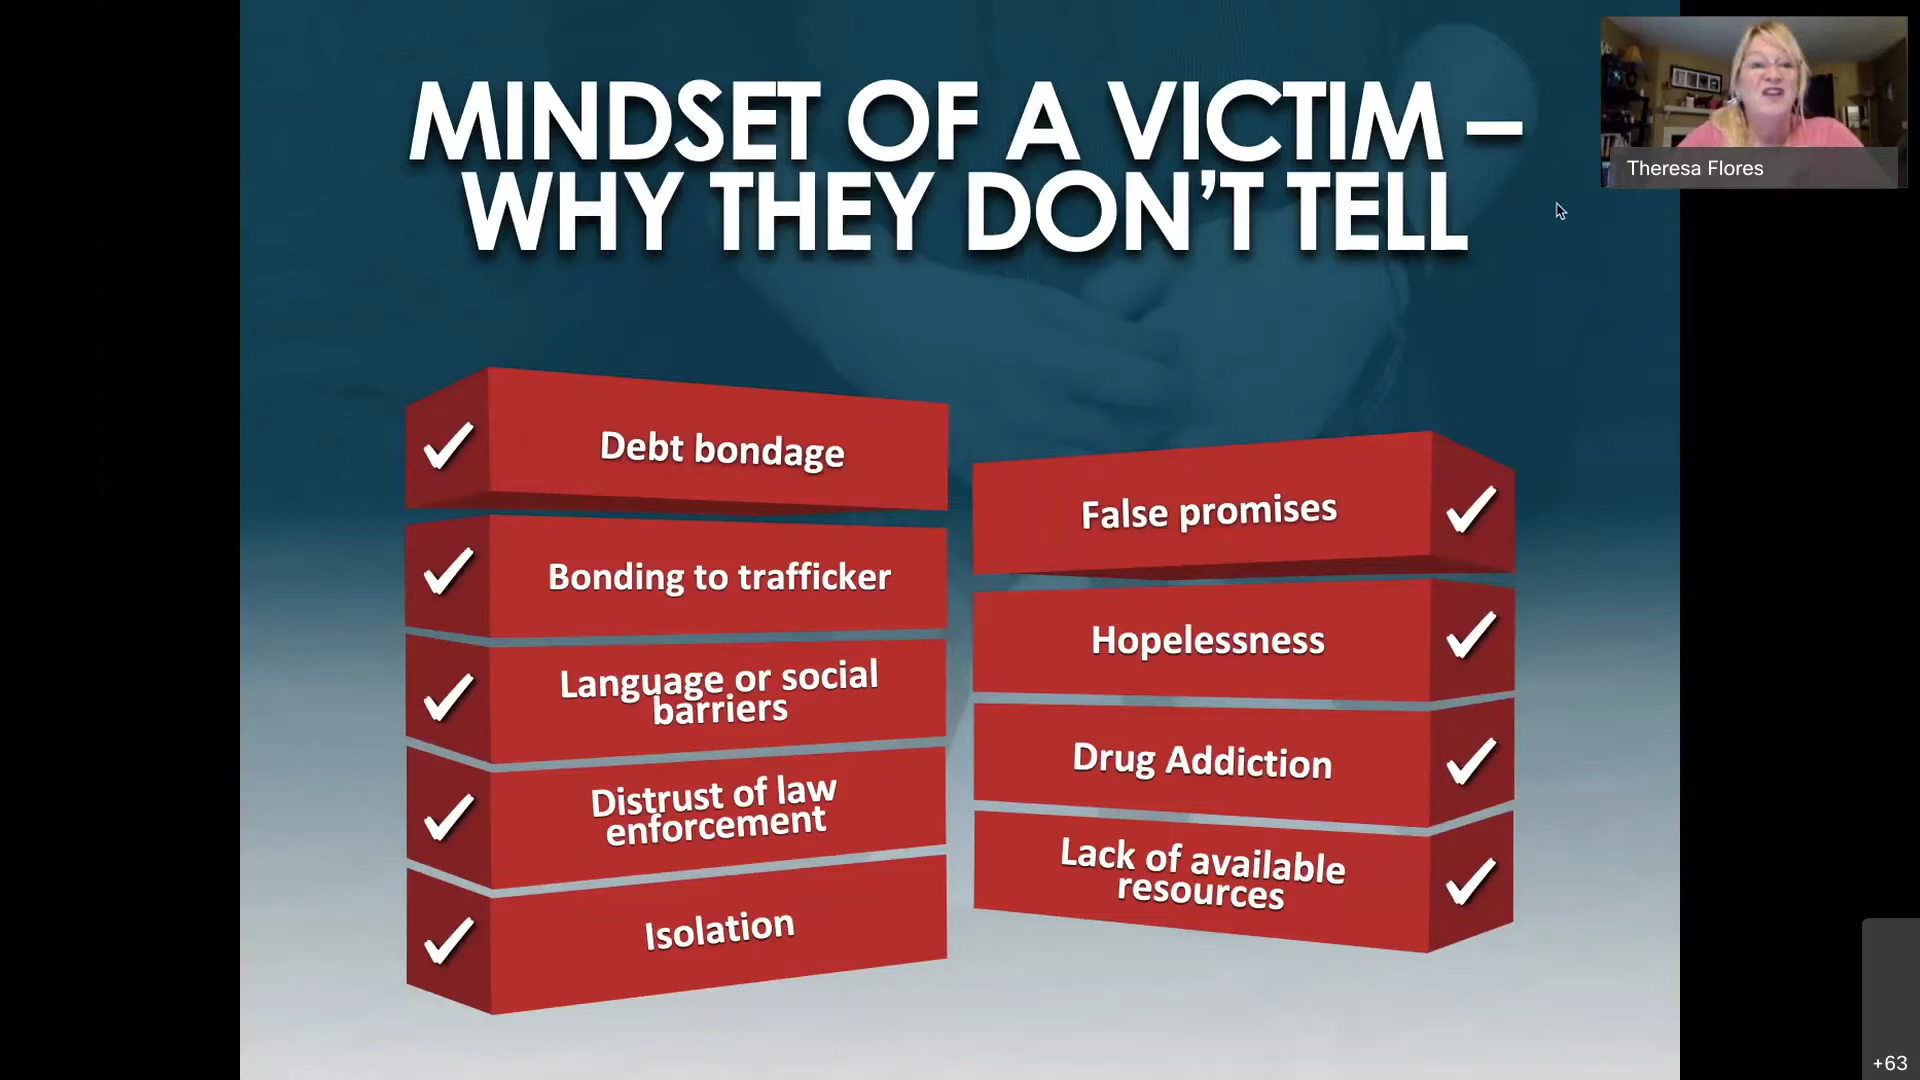 MINDSET OF A VICTIM –
WHY THEY DON’T TELL
Theresa Flores
Debt bondage
Bonding to trafficker
Language or social
barriers
Distrust of law
enforcement
Isolation
False promises
Hopelessness
Drug Addiction
Lack of available
resources
+63